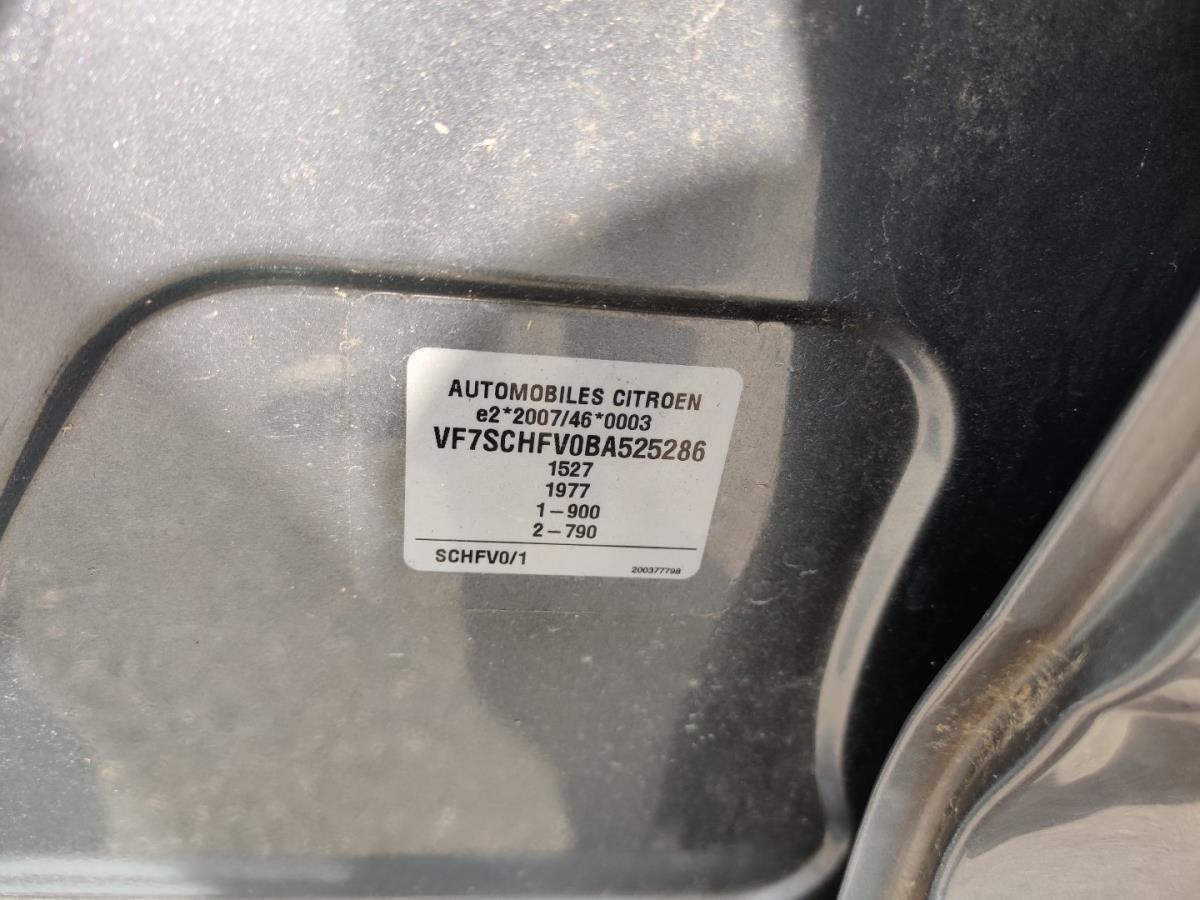 AUTOMOBILES CITROEN
e2*2007/46*0003
VF7SCHFV0BA525286
1527
1977
1–900
2–790
SCHFV0/1
200377798